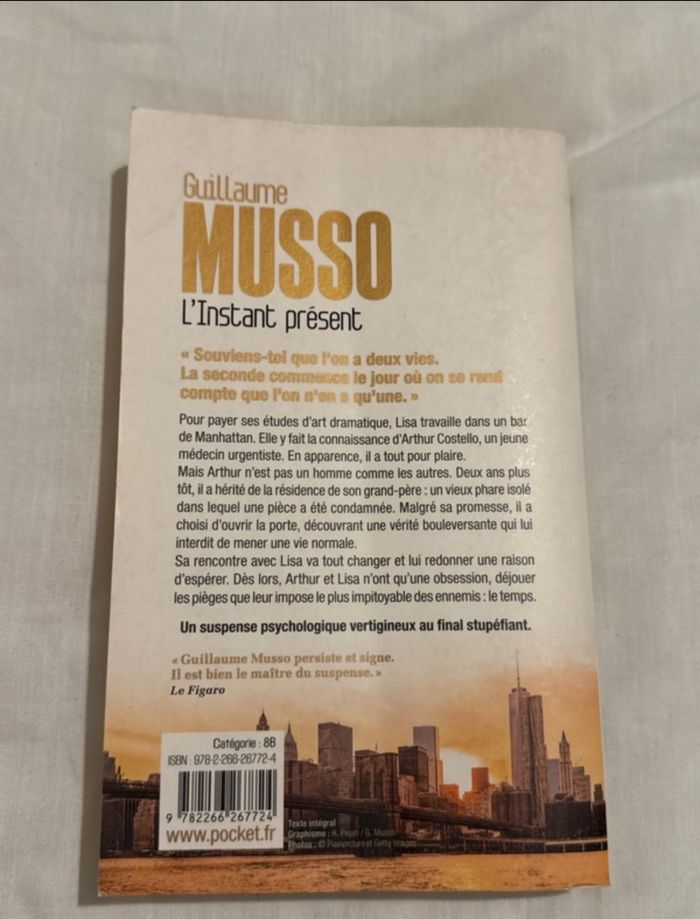 Guillaume
MUSSO
L'Instant présent
« Souviens-toi que l'on a deux vies.
La seconde commence le jour où on se rend
compte que l'on n'en a qu'une. »
Pour payer ses études d'art dramatique, Lisa travaille dans un bar
de Manhattan. Elle y fait la connaissance d'Arthur Costello, un jeune
médecin urgentiste. En apparence, il a tout pour plaire.
Mais Arthur n'est pas un homme comme les autres. Deux ans plus
tôt, il a hérité de la résidence de son grand-père : un vieux phare isolé
dans lequel une pièce a été condamnée. Malgré sa promesse, il a
choisi d'ouvrir la porte, découvrant une vérité bouleversante qui lui
interdit de mener une vie normale.
Sa rencontre avec Lisa va tout changer et lui redonner une raison
d'espérer. Dès lors, Arthur et Lisa n'ont qu'une obsession, déjouer
les pièges que leur impose le plus impitoyable des ennemis : le temps.
Un suspense psychologique vertigineux au final stupéfiant.
« Guillaume Musso persiste et signe.
Il est bien le maître du suspense. »
Le Figaro
Catégorie : 8B
ISBN : 978-2-266-26772-4
9 782266 267724
www.pocket.fr
Texte intégral
Graphisme : R. Pépin / G. Musso
Photos : © Plainpicture et Getty Images